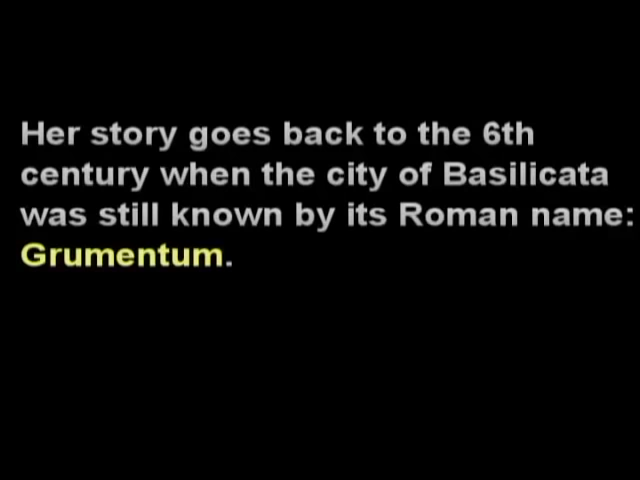 Her story goes back to the 6th
century when the city of Basilicata
was still known by its Roman name:
Grumentum.